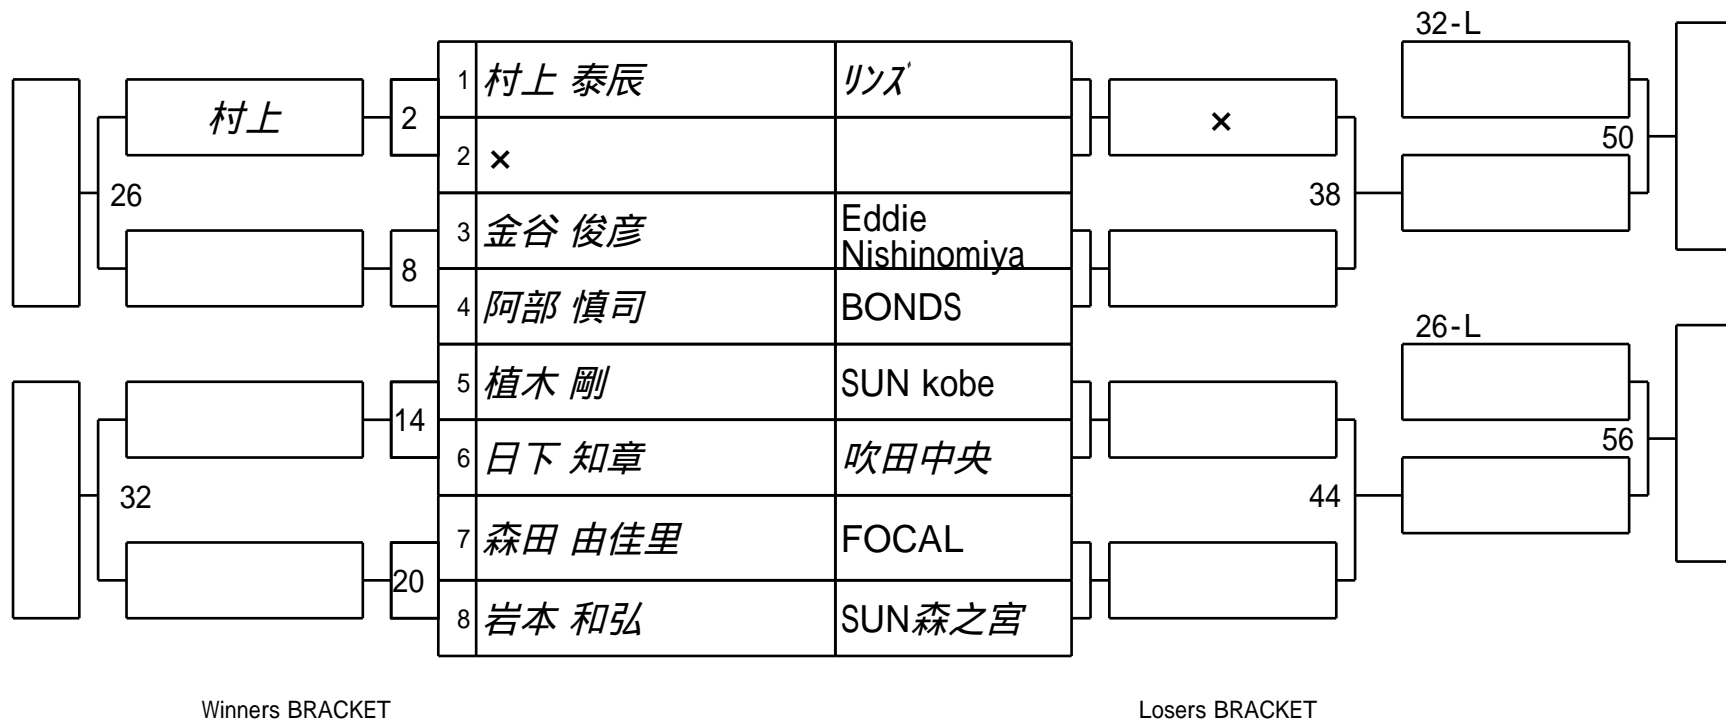 32-L
1 村上 泰辰 リンズ
村上 2 × 50
2 ×
26 38
3 金谷 俊彦 Eddie
Nishinomiya
8
4 阿部 慎司 BONDS
26-L
5 植木 剛 SUN kobe
14 56
6 日下 知章 吹田中央
32 44
7 森田 由佳里 FOCAL
20
8 岩本 和弘 SUN森之宮
Winners BRACKET Losers BRACKET